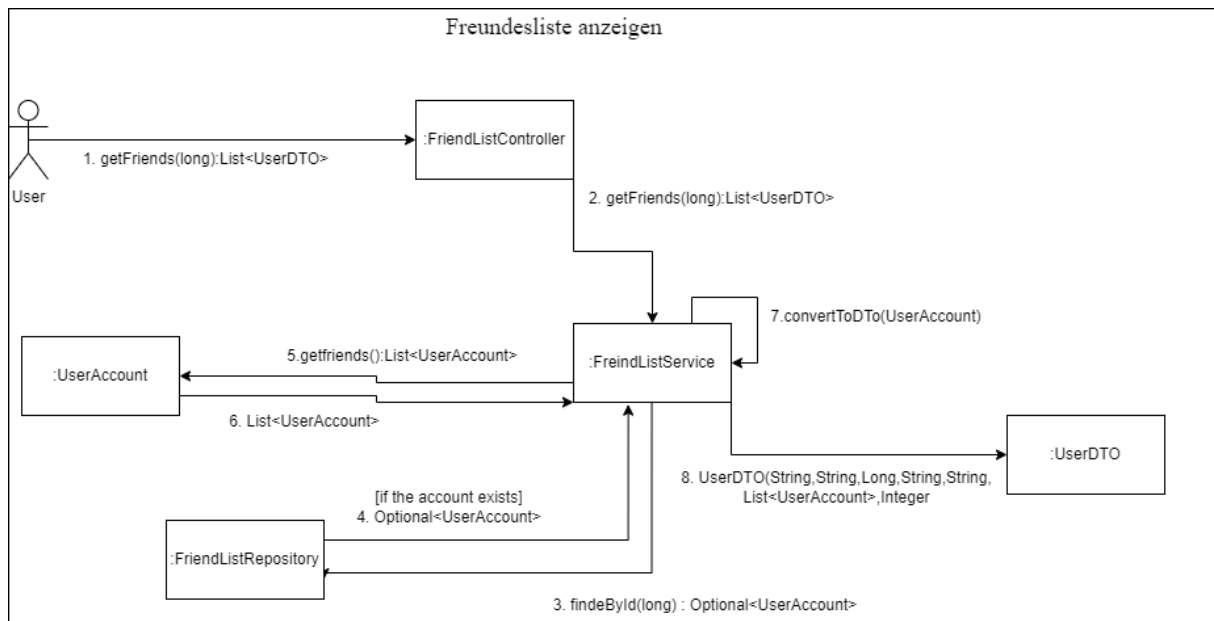 Freundesliste anzeigen
:FriendListController
1. getFriends(long):List<UserDTO>
User
2. getFriends(long):List<UserDTO>
7.convertToDTo(UserAccount)
5.getfriends():List<UserAccount>
:FreindListService
:UserAccount
6. List<UserAccount>
:UserDTO
8. UserDTO(String,String,Long,String,String,
List<UserAccount>,Integer
[if the account exists]
4. Optional<UserAccount>
:FriendListRepository
3. findeById(long) : Optional<UserAccount>